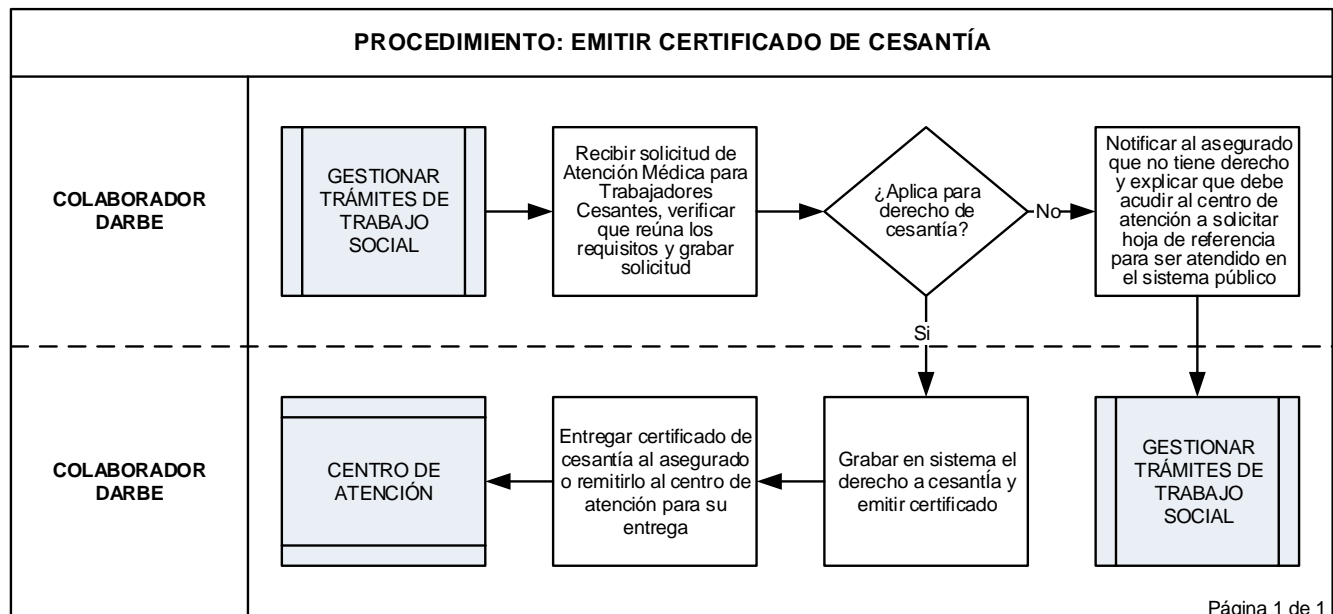 PROCEDIMIENTO: EMITIR CERTIFICADO DE CESANTÍA
COLABORADOR
DARBE
GESTIONAR
TRÁMITES DE
TRABAJO
SOCIAL
Recibir solicitud de
Atención Médica para
Trabajadores
Cesantes, verificar
que reúna los
requisitos y grabar
solicitud
¿Aplica para
derecho de
cesantía?
No
Notificar al asegurado
que no tiene derecho
y explicar que debe
acudir al centro de
atención a solicitar
hoja de referencia
para ser atendido en
el sistema público
Si
COLABORADOR
DARBE
CENTRO DE
ATENCIÓN
Entregar certificado de
cesantía al asegurado
o remitirlo al centro de
atención para su
entrega
Grabar en sistema el
derecho a cesantÍa y
emitir certificado
GESTIONAR
TRÁMITES DE
TRABAJO
SOCIAL
Página 1 de 1